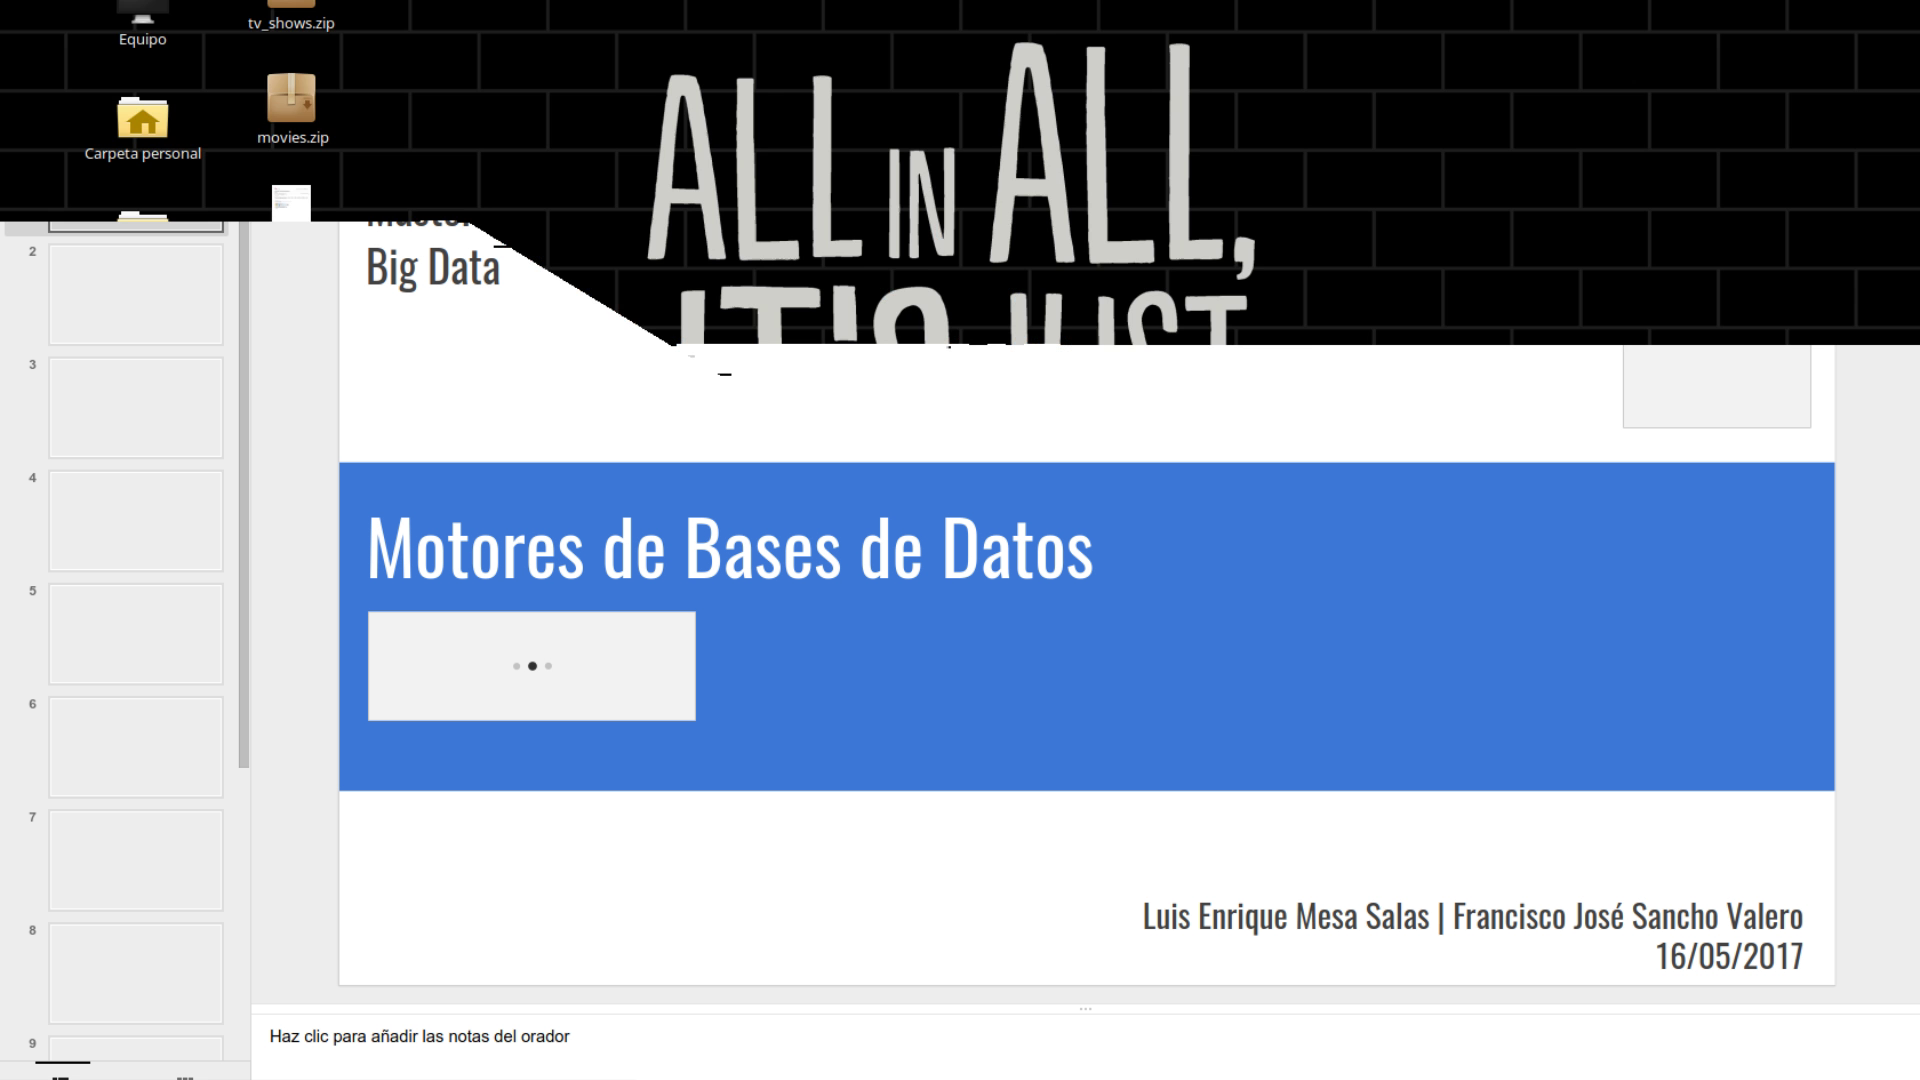 tv_shows.zip
Equipo
movies.zip
Carpeta personal
ALL IN ALL,
IT'S JUST
Big Data
2
3
4
5
6
7
8
9
Motores de Bases de Datos
Luis Enrique Mesa Salas | Francisco José Sancho Valero
16/05/2017
Haz clic para añadir las notas del orador